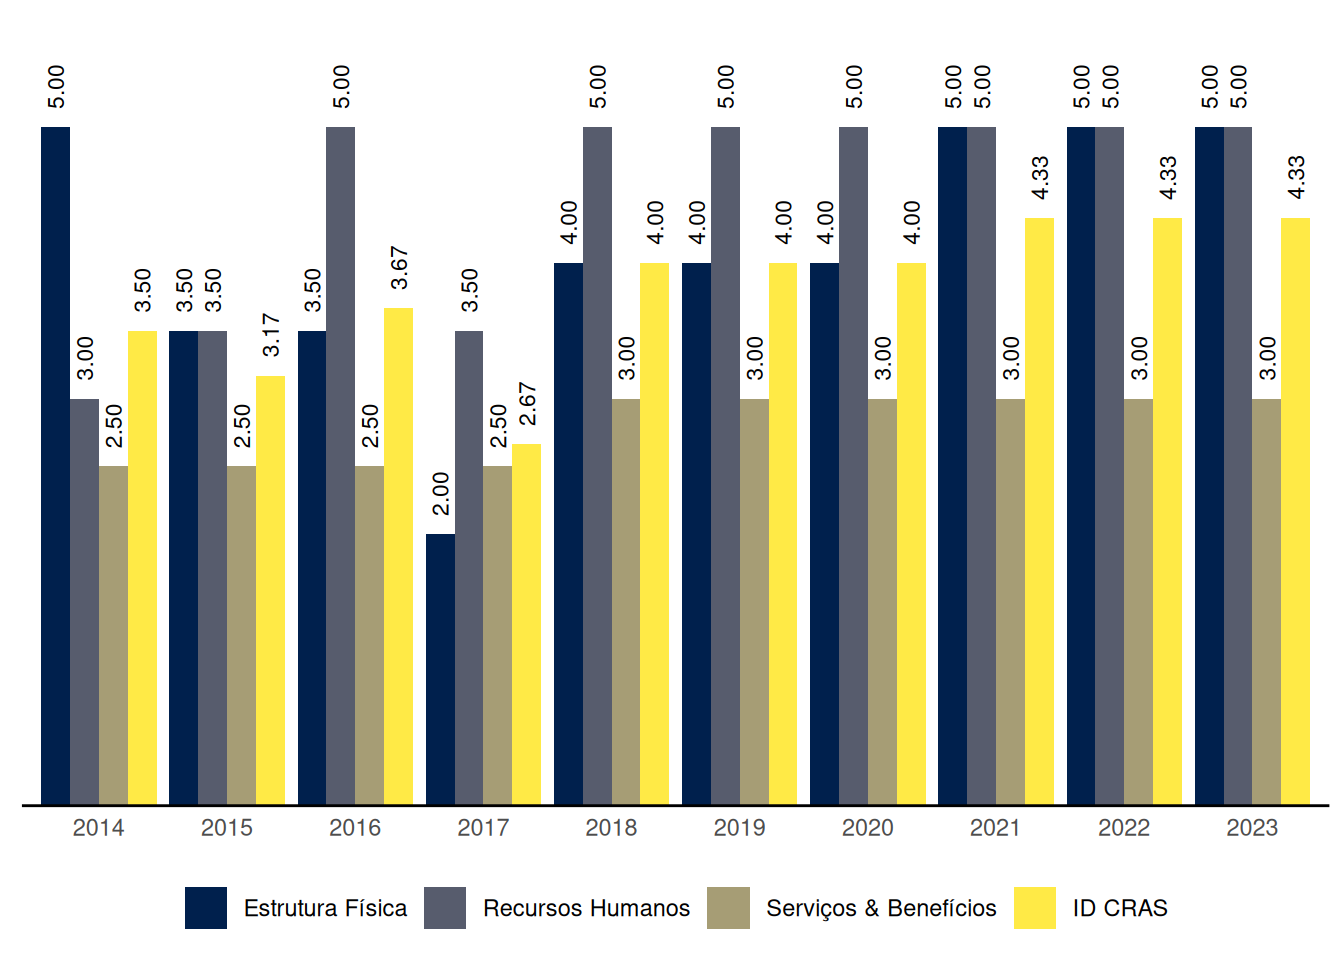 5.00 5.00 5.00 5.00 5.00 5.00 5.00 5.00 5.00 5.00 5.00
4.33 4.33 4.33
4.00 4.00 4.00 4.00 4.00 4.00
3.67
3.50 3.50 3.50 3.50 3.50
3.17
3.00 3.00 3.00 3.00 3.00 3.00 3.00
2.67
2.50 2.50 2.50 2.50
2.00
2014 2015 2016 2017 2018 2019 2020 2021 2022 2023
Estrutura Física Recursos Humanos Serviços & Benefícios ID CRAS